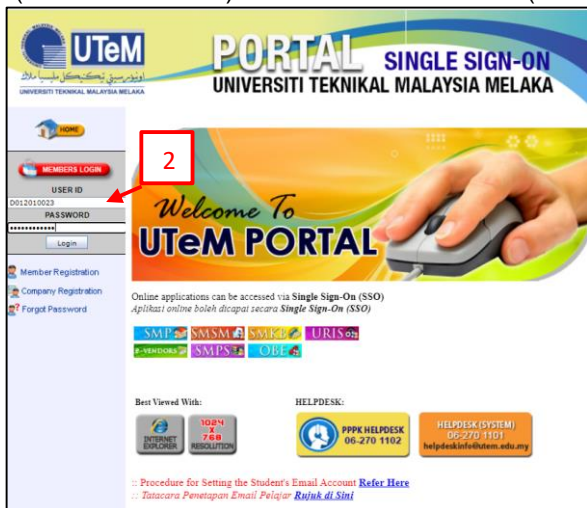 UTeM
اونيۏرسيتي تيكنيكل مليسيا ملاك
UNIVERSITI TEKNIKAL MALAYSIA MELAKA
PORTAL SINGLE SIGN-ON
UNIVERSITI TEKNIKAL MALAYSIA MELAKA
HOME
MEMBERS LOGIN
USER ID
D012010023
PASSWORD
Login
Member Registration
Company Registration
Forgot Password
2
Welcome To
UTeM PORTAL
Online applications can be accessed via Single Sign-On (SSO)
Aplikasi online boleh dicapai secara Single Sign-On (SSO)
SMP SMSM SMKB URIS
E-VENDORS SMPS OBE
Best Viewed With:
INTERNET EXPLORER
1024 X 768 RESOLUTION
HELPDESK:
PPPK HELPDESK
06-270 1102
HELPDESK (SYSTEM)
06-270 1101
helpdeskinfo@utem.edu.my
:: Procedure for Setting the Student's Email Account Refer Here
:: Tatacara Penetapan Email Pelajar Rujuk di Sini